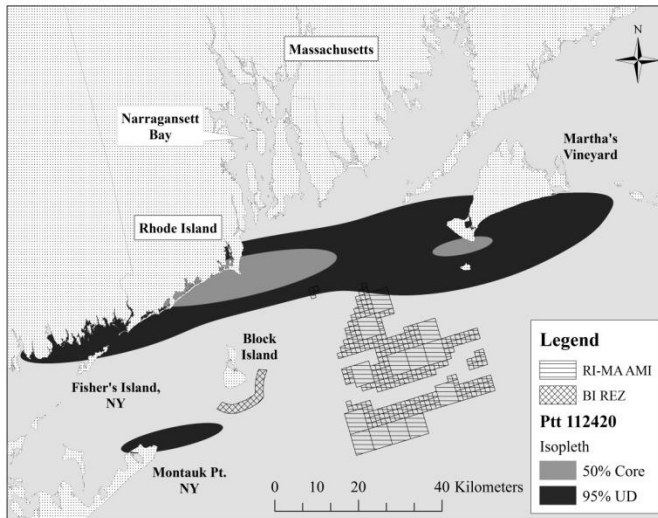 N
Massachusetts
Narragansett
Bay
Martha's
Vineyard
Rhode Island
Block
Island
Fisher's Island,
NY
Montauk Pt.
NY
0 10 20 40 Kilometers
Legend
RI-MA AMI
BI REZ
Ptt 112420
Isopleth
50% Core
95% UD